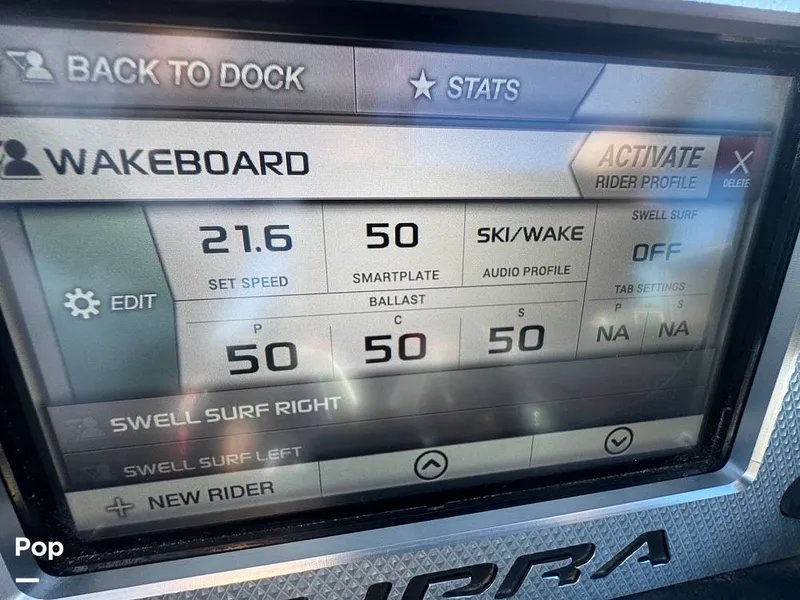 BACK TO DOCK
STATS
WAKEBOARD
ACTIVATE
RIDER PROFILE
X
DELETE
21.6
SET SPEED
50
SMARTPLATE
SKI/WAKE
AUDIO PROFILE
SWELL SURF
OFF
TAB SETTINGS
P S
NA NA
EDIT
BALLAST
P C S
50 50 50
SWELL SURF RIGHT
SWELL SURF LEFT
NEW RIDER
Pop